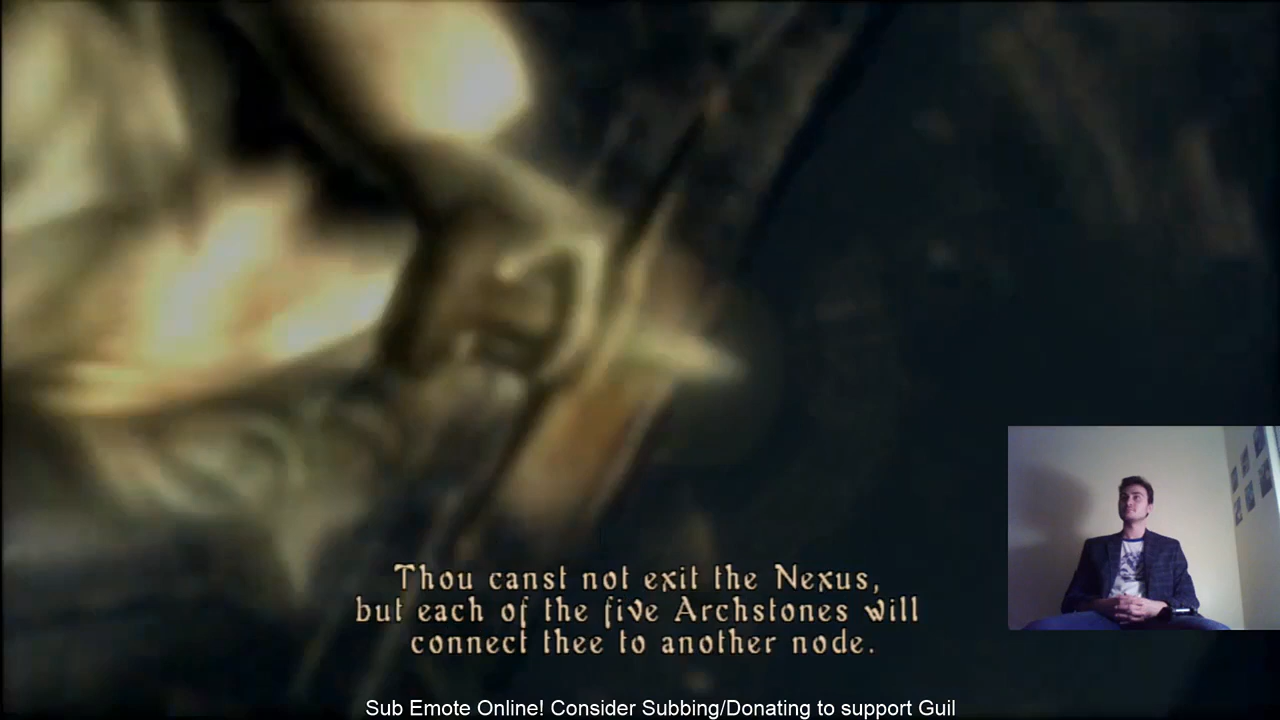 Thou canst not exit the Nexus,
but each of the five Archstones will
connect thee to another node.
Sub Emote Online! Consider Subbing/Donating to support Guil